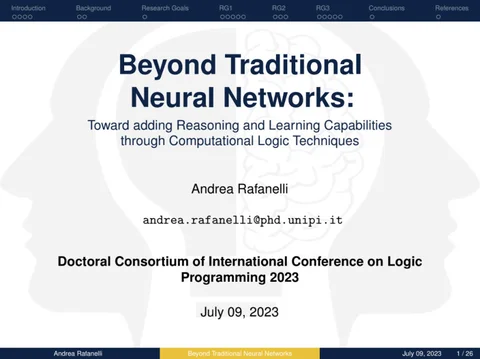 Introduction Background Research Goals RG1 RG2 RG3 Conclusions References
Beyond Traditional
Neural Networks:
Toward adding Reasoning and Learning Capabilities
through Computational Logic Techniques
Andrea Rafanelli
andrea.rafanelli@phd.unipi.it
Doctoral Consortium of International Conference on Logic
Programming 2023
July 09, 2023
Andrea Rafanelli Beyond Traditional Neural Networks July 09, 2023 1 / 26